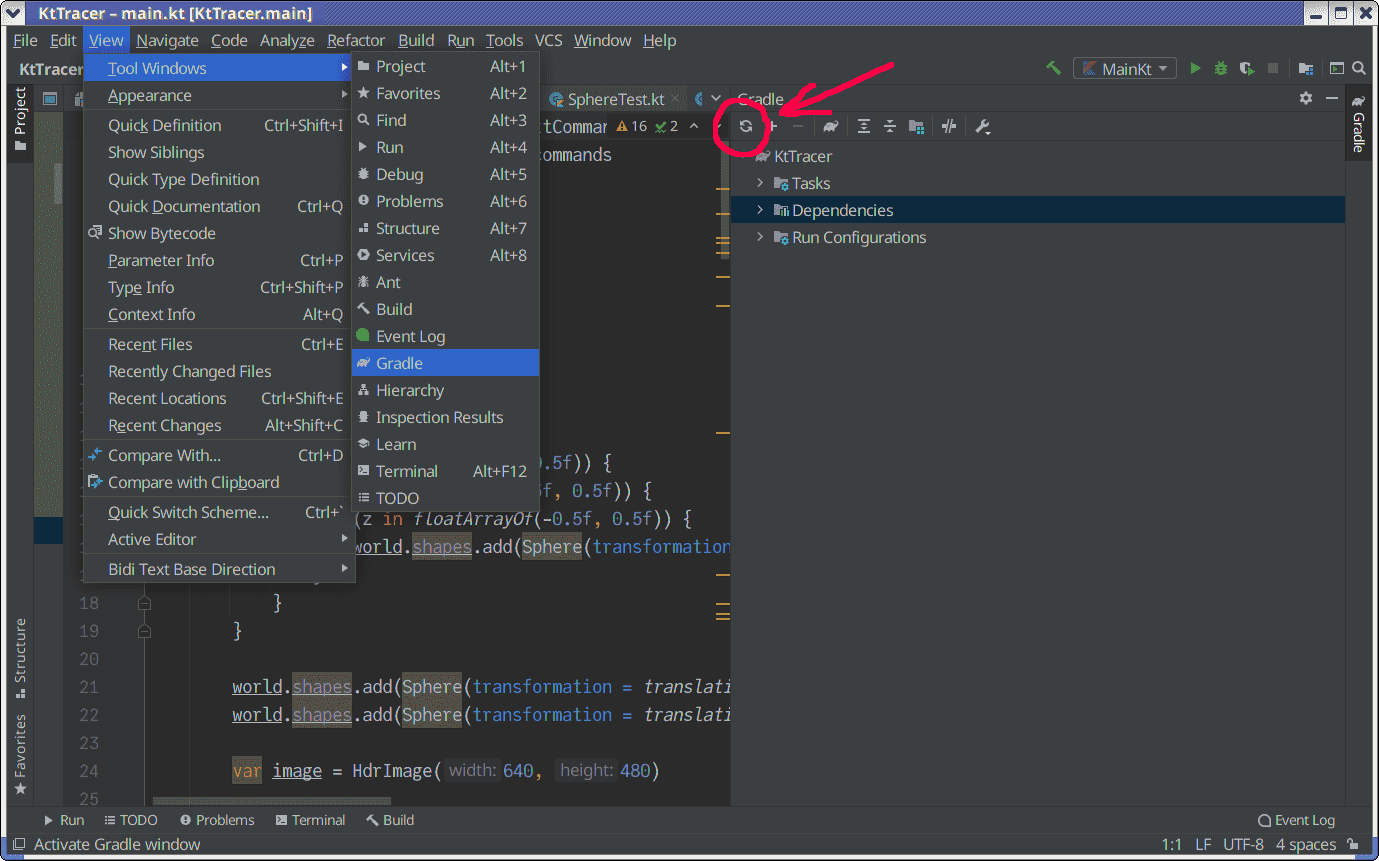 KtTracer – main.kt [KtTracer.main]
File Edit View Navigate Code Analyze Refactor Build Run Tools VCS Window Help
KtTracer
MainKt
Project
Tool Windows
Appearance
Quick Definition Ctrl+Shift+I
Show Siblings
Quick Type Definition
Quick Documentation Ctrl+Q
Show Bytecode
Parameter Info Ctrl+P
Type Info Ctrl+Shift+P
Context Info Alt+Q
Recent Files Ctrl+E
Recently Changed Files
Recent Locations Ctrl+Shift+E
Recent Changes Alt+Shift+C
Compare With... Ctrl+D
Compare with Clipboard
Quick Switch Scheme... Ctrl+`
Active Editor
Bidi Text Base Direction
Project Alt+1
Favorites Alt+2
Find Alt+3
Run Alt+4
Debug Alt+5
Problems Alt+6
Structure Alt+7
Services Alt+8
Ant
Build
Event Log
Gradle
Hierarchy
Inspection Results
Learn
Terminal Alt+F12
TODO
SphereTest.kt
tCommar 16 2
ommands
0.5f)) {
f, 0.5f)) {
(z in floatArrayOf(-0.5f, 0.5f)) {
world.shapes.add(Sphere(transformation
18 }
19 }
20
21 world.shapes.add(Sphere(transformation = translati
22 world.shapes.add(Sphere(transformation = translati
23
24 var image = HdrImage( width: 640, height: 480)
25
Gradle
KtTracer
Tasks
Dependencies
Run Configurations
Gradle
Structure
Favorites
Run TODO Problems Terminal Build Event Log
Activate Gradle window 1:1 LF UTF-8 4 spaces